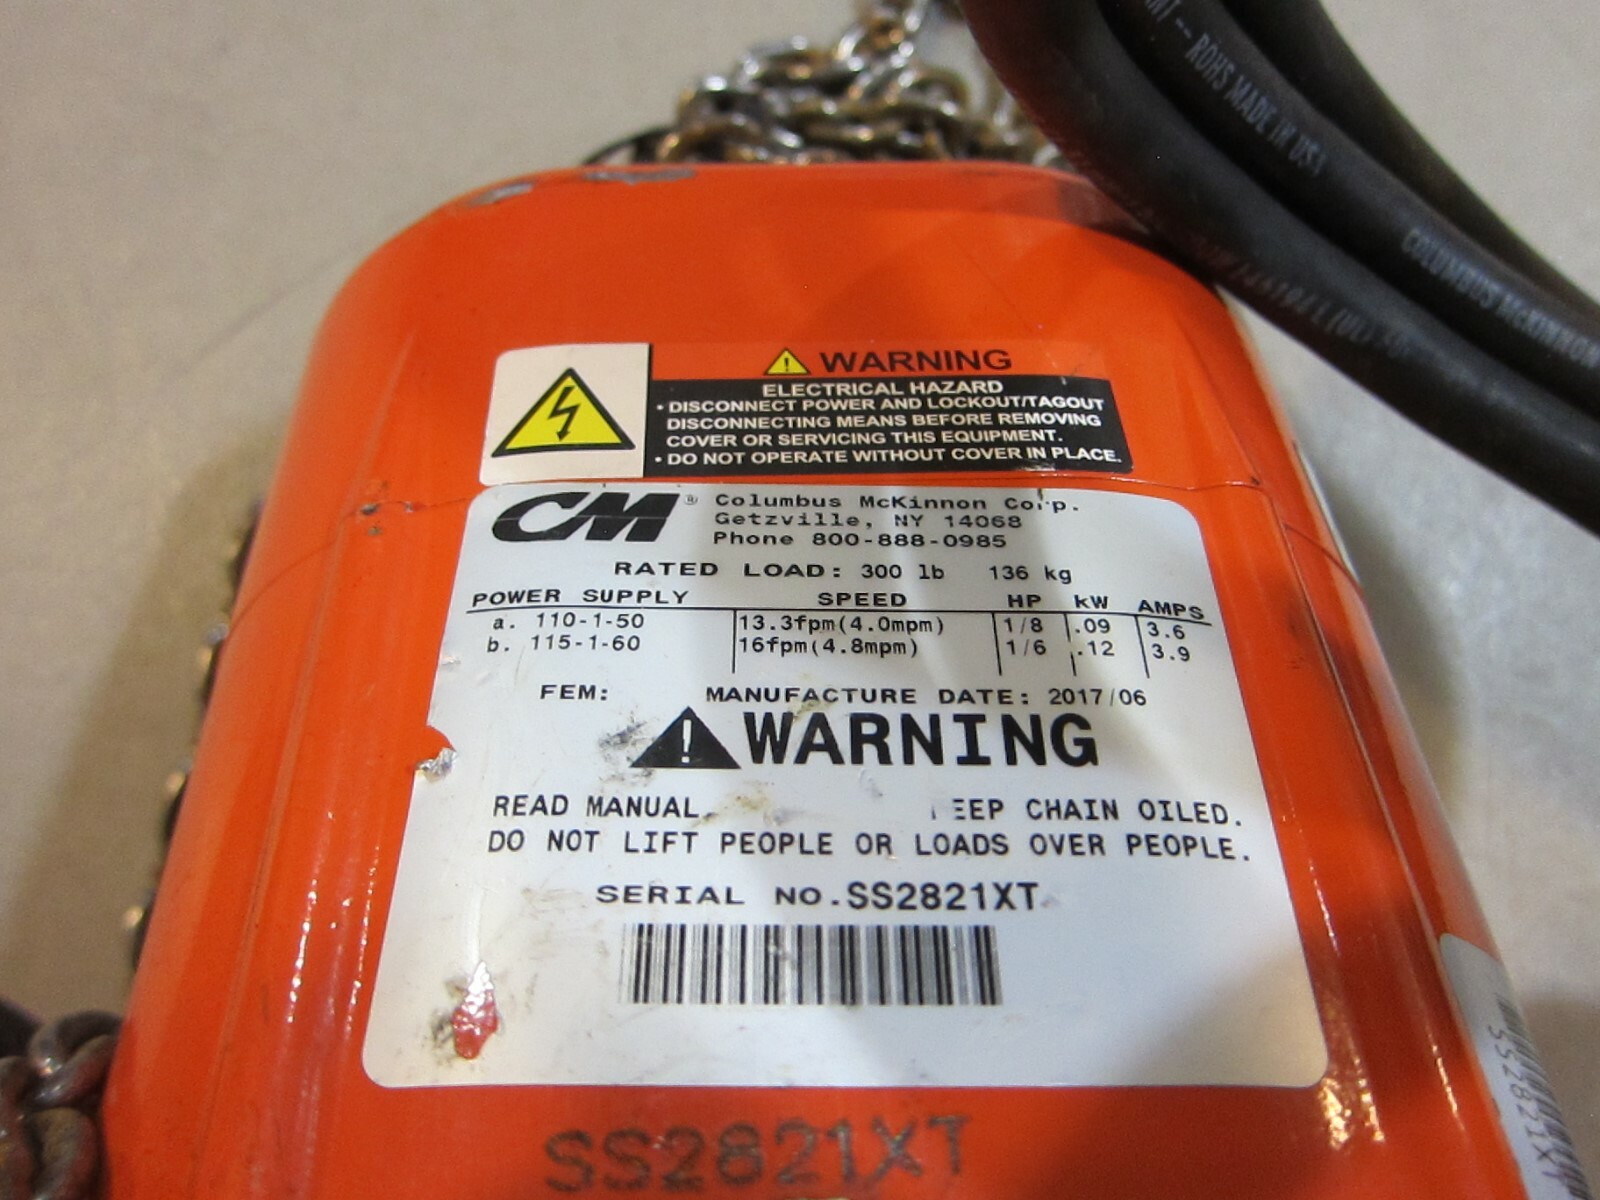 ROHS MADE IN USA
COLUMBUS McKINNON
WARNING
ELECTRICAL HAZARD
• DISCONNECT POWER AND LOCKOUT/TAGOUT
DISCONNECTING MEANS BEFORE REMOVING
COVER OR SERVICING THIS EQUIPMENT.
• DO NOT OPERATE WITHOUT COVER IN PLACE.
CM® Columbus McKinnon Corp.
Getzville, NY 14068
Phone 800-888-0985
RATED LOAD: 300 lb 136 kg
POWER SUPPLY SPEED HP kW AMPS
a. 110-1-50 13.3fpm(4.0mpm) 1/8 .09 3.6
b. 115-1-60 16fpm(4.8mpm) 1/6 .12 3.9
FEM: MANUFACTURE DATE: 2017/06
WARNING
READ MANUAL. EEP CHAIN OILED.
DO NOT LIFT PEOPLE OR LOADS OVER PEOPLE.
SERIAL NO.SS2821XT
SS2821XT
SS2821XT